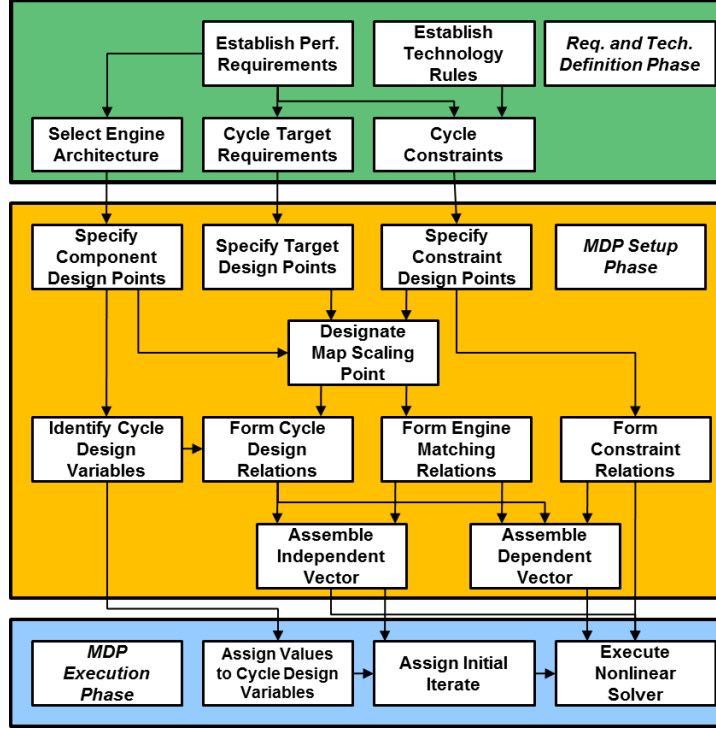 Establish Perf.
Requirements
Establish
Technology
Rules
Req. and Tech.
Definition Phase
Select Engine
Architecture
Cycle Target
Requirements
Cycle
Constraints
Specify
Component
Design Points
Specify Target
Design Points
Specify
Constraint
Design Points
MDP Setup
Phase
Designate
Map Scaling
Point
Identify Cycle
Design
Variables
Form Cycle
Design
Relations
Form Engine
Matching
Relations
Form
Constraint
Relations
Assemble
Independent
Vector
Assemble
Dependent
Vector
MDP
Execution
Phase
Assign Values
to Cycle Design
Variables
Assign Initial
Iterate
Execute
Nonlinear
Solver